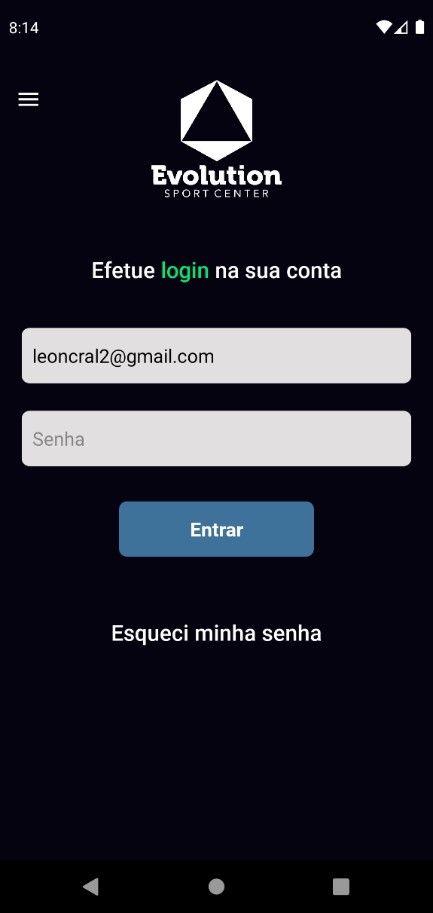 8:14
Evolution
SPORT CENTER
Efetue login na sua conta
leoncral2@gmail.com
Senha
Entrar
Esqueci minha senha